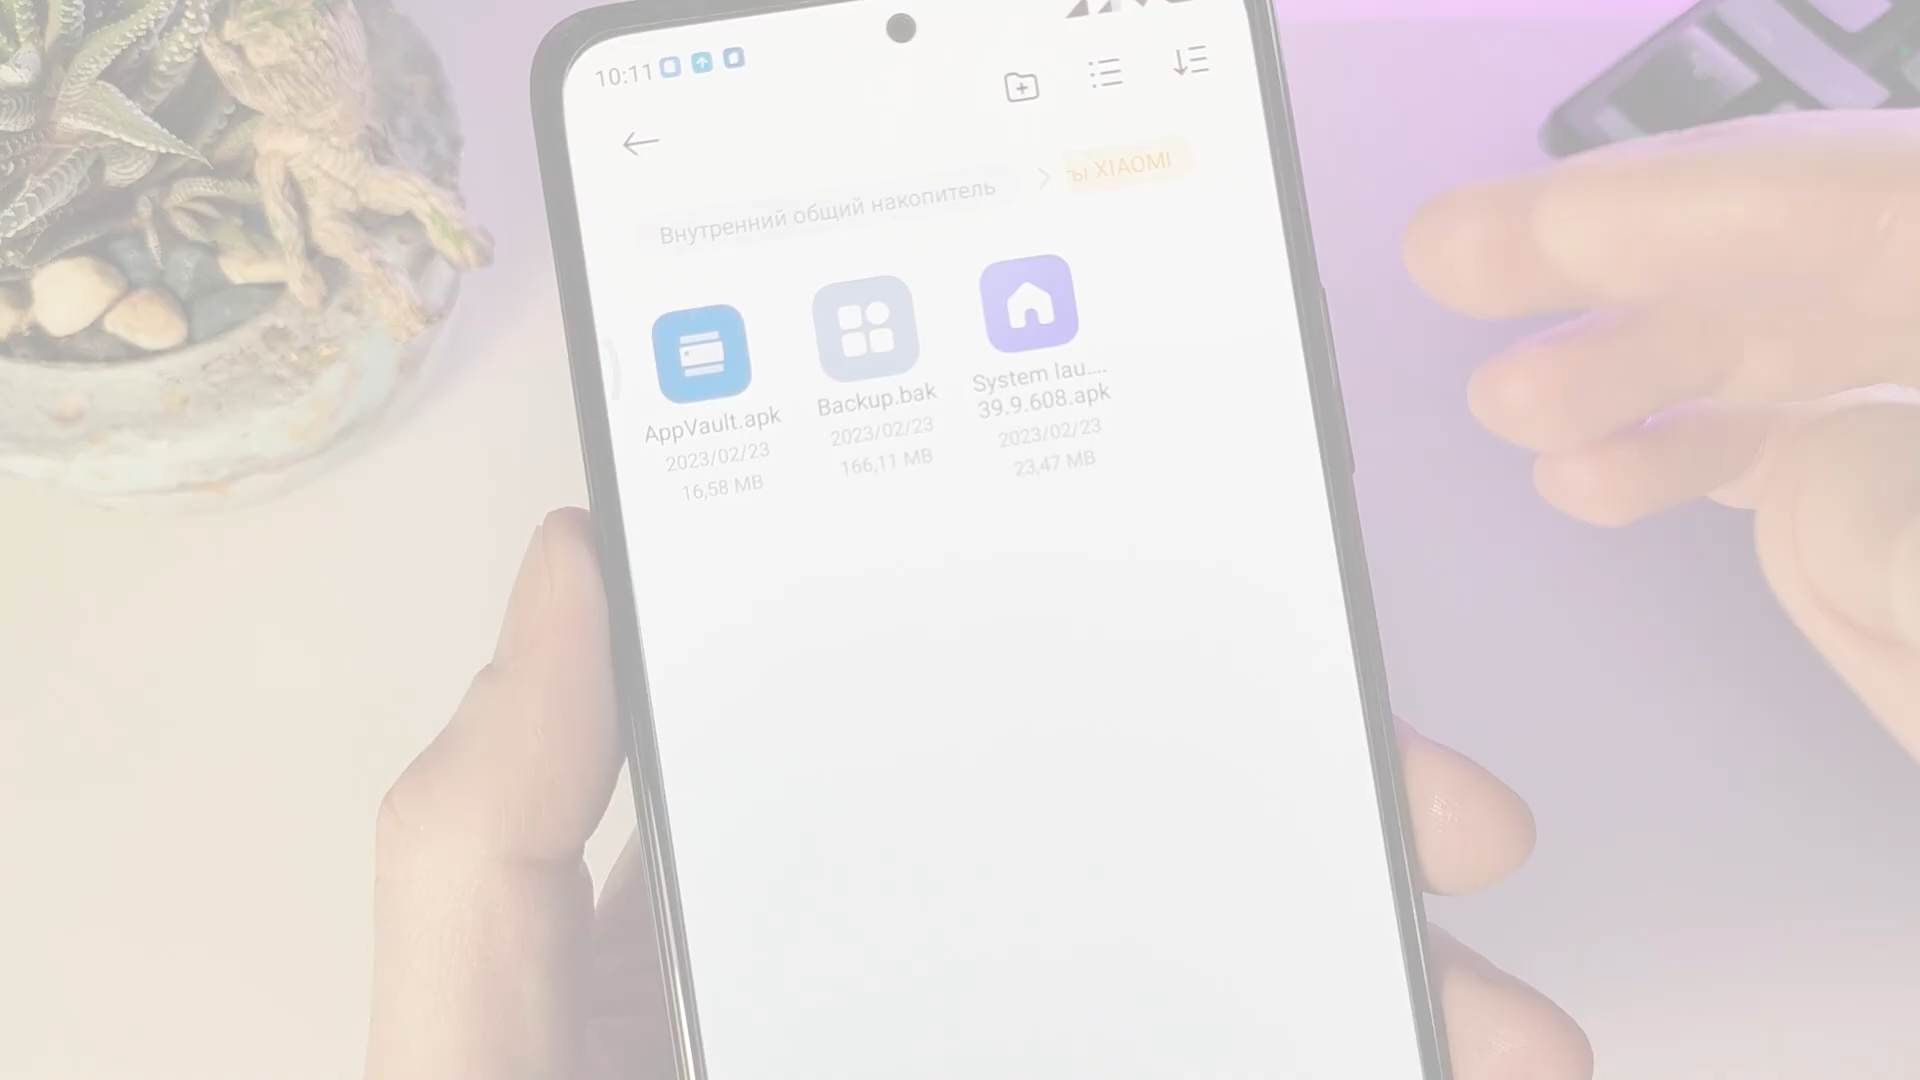 10:11
Внутренний общий накопитель
ты XIAOMI
AppVault.apk
2023/02/23
16,58 MB
Backup.bak
2023/02/23
166,11 MB
System lau....
39.9.608.apk
2023/02/23
23,47 MB